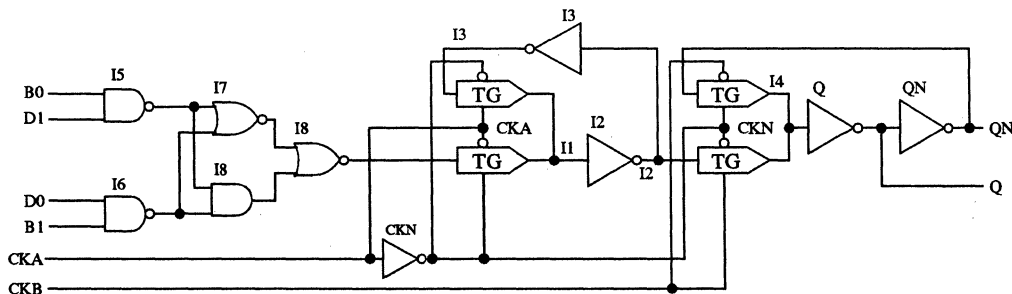 I3
I3
I5
I7
TG
I4
Q
QN
B0
D1
I8
CKA
I1
I2
CKN
QN
TG
I2
TG
TG
I6
I8
D0
B1
Q
CKN
CKA
CKB